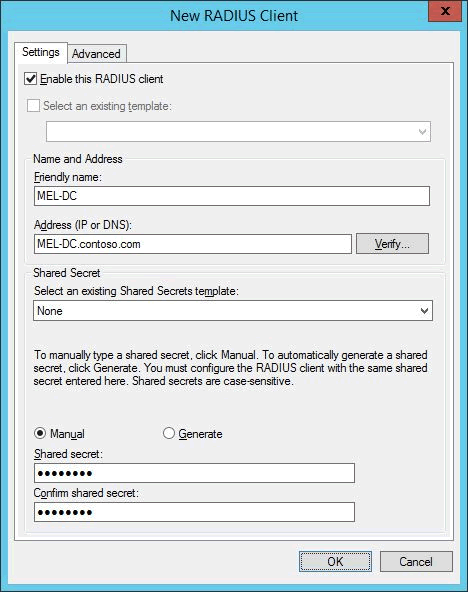 New RADIUS Client
x
Settings
Advanced
Enable this RADIUS client
Select an existing template:
Name and Address
Friendly name:
MEL-DC
Address (IP or DNS):
MEL-DC.contoso.com
Verify...
Shared Secret
Select an existing Shared Secrets template:
None
To manually type a shared secret, click Manual. To automatically generate a shared
secret, click Generate. You must configure the RADIUS client with the same shared
secret entered here. Shared secrets are case-sensitive.
Manual
Generate
Shared secret:
●●●●●●●●
Confirm shared secret:
●●●●●●●●
OK
Cancel